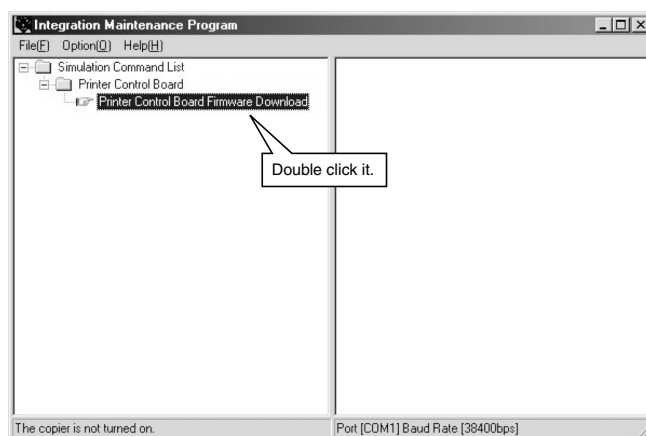 Integration Maintenance Program
File(F) Option(O) Help(H)
Simulation Command List
Printer Control Board
Printer Control Board Firmware Download
Double click it.
The copier is not turned on. Port [COM1] Baud Rate [38400bps]